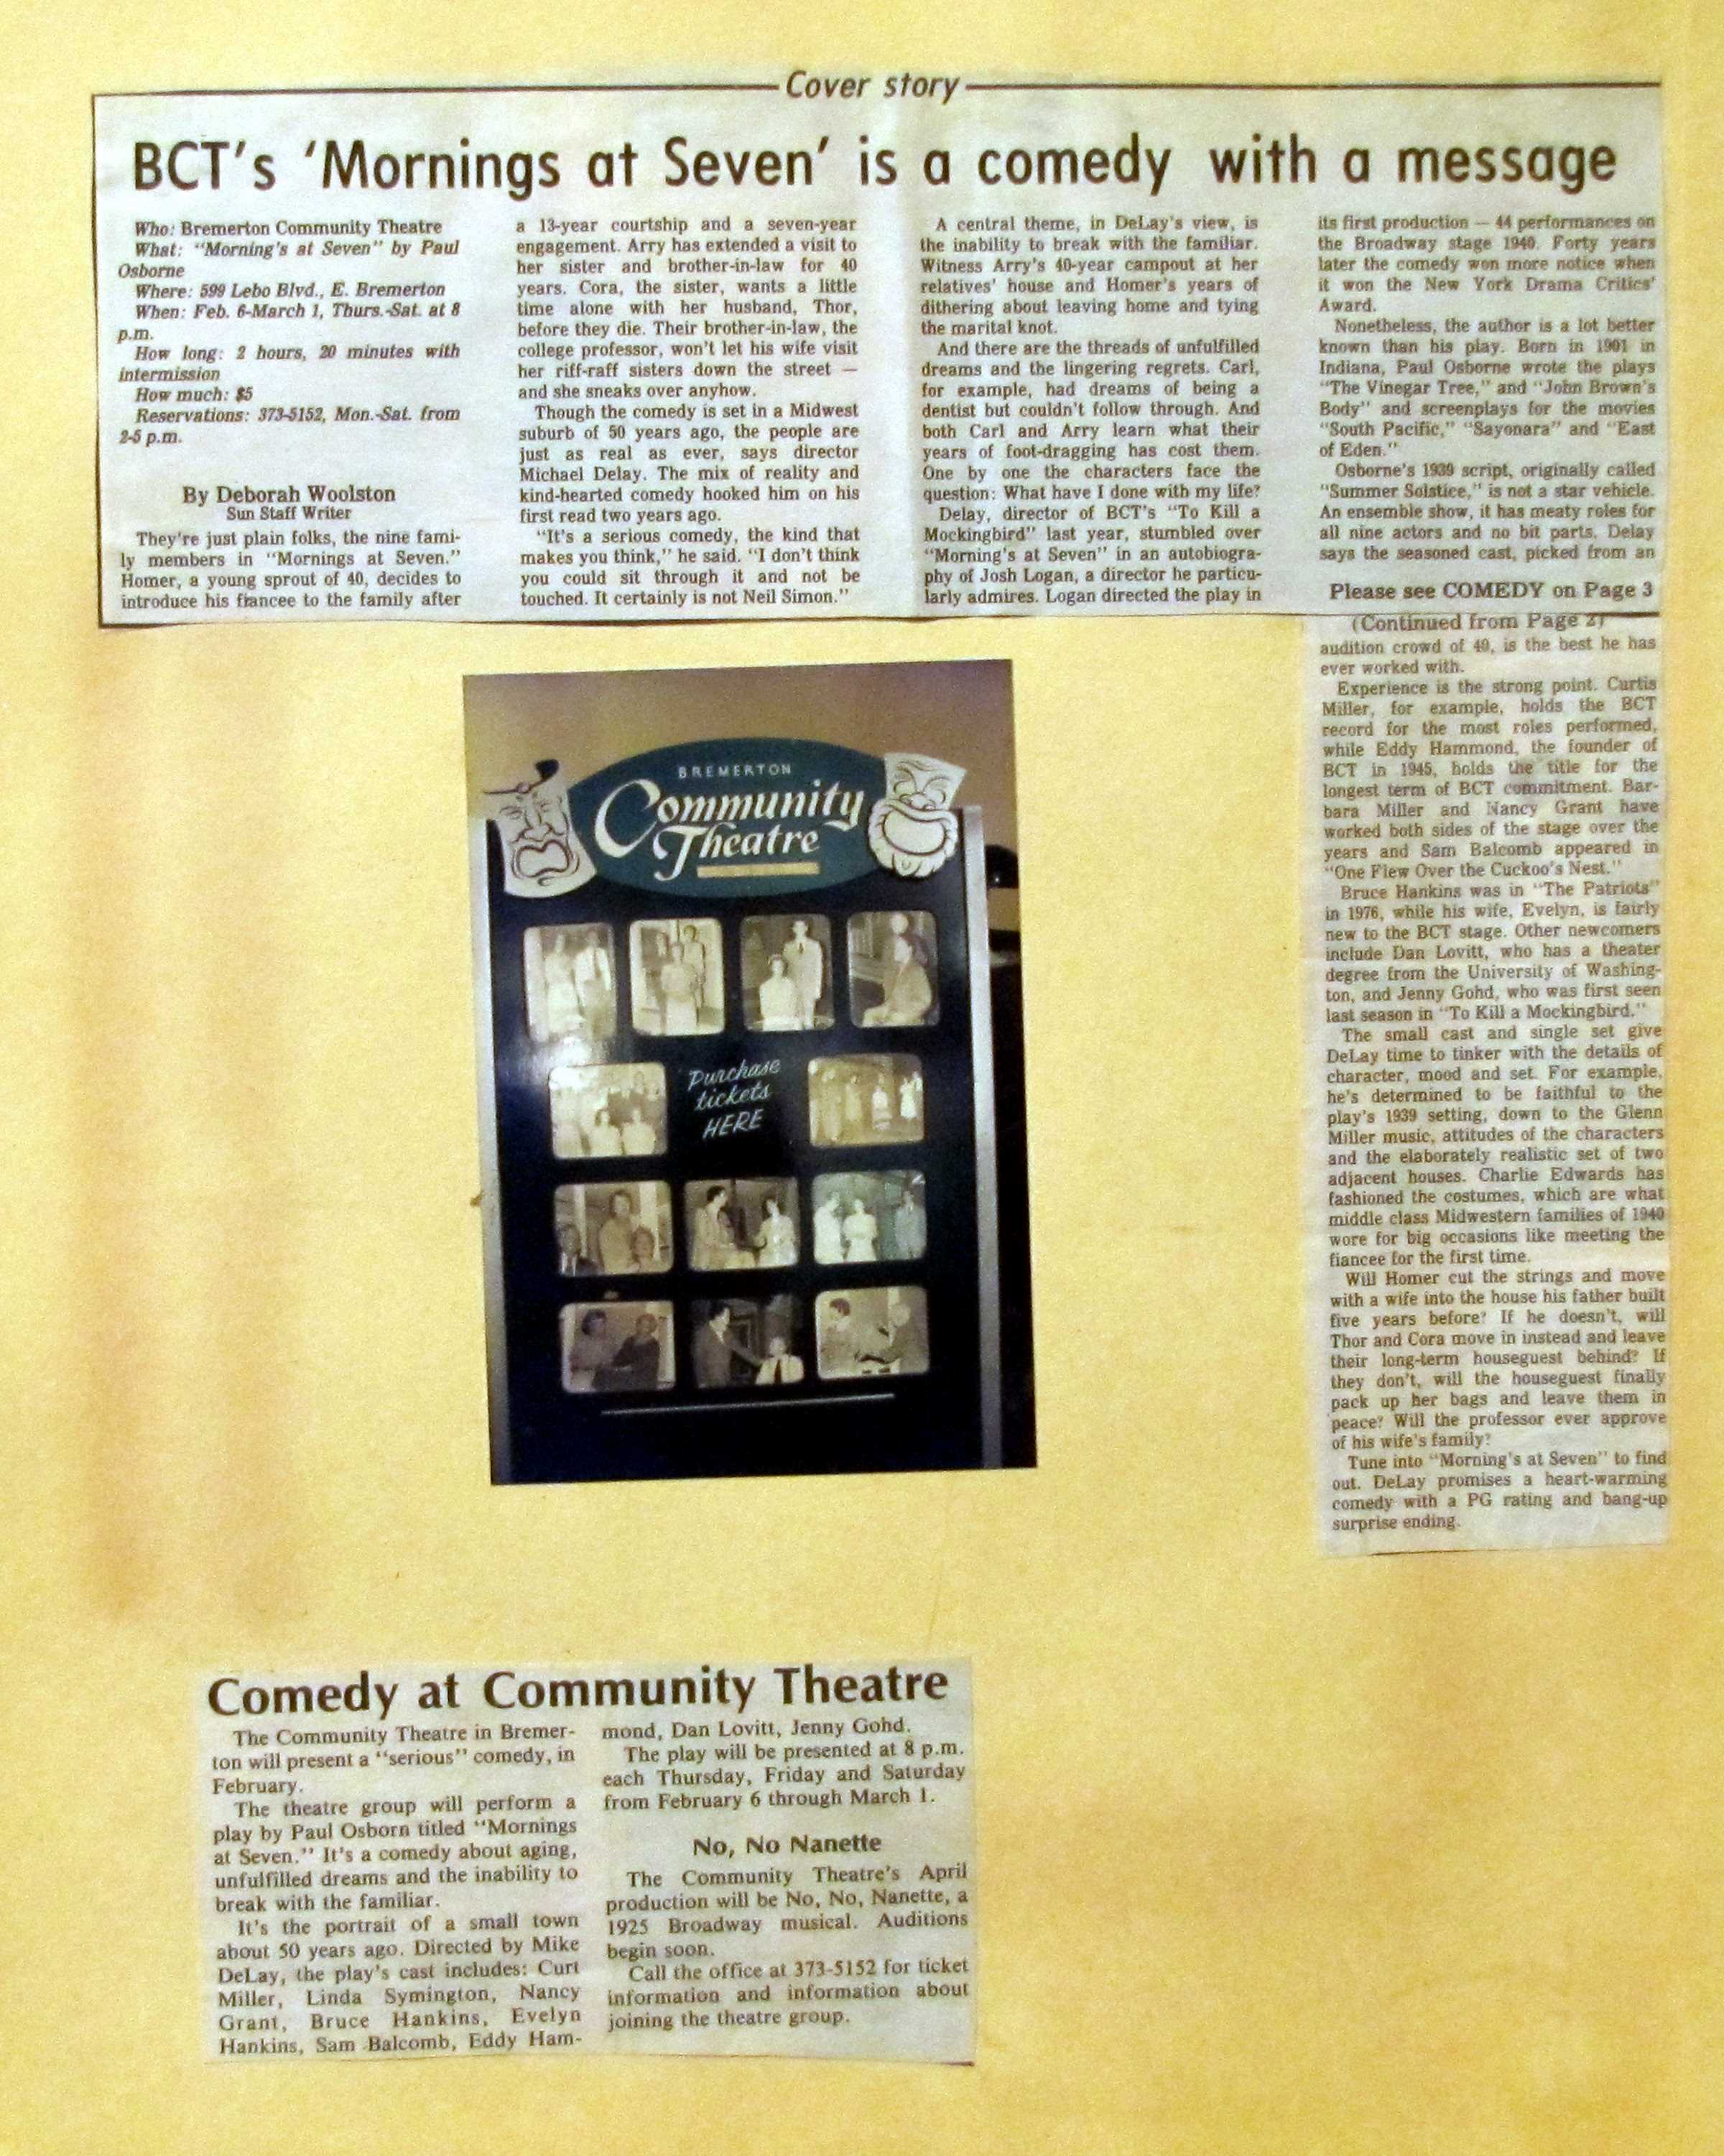 Cover story
BCT's 'Mornings at Seven' is a comedy with a message
Who: Bremerton Community Theatre
What: "Morning's at Seven" by Paul
Osborne
Where: 599 Lebo Blvd., E. Bremerton
When: Feb. 6-March 1, Thurs.-Sat. at 8
p.m.
How long: 2 hours, 20 minutes with
intermission
How much: $5
Reservations: 373-5152, Mon.-Sat. from
2-5 p.m.
By Deborah Woolston
Sun Staff Writer
They're just plain folks, the nine fami-
ly members in "Mornings at Seven."
Homer, a young sprout of 40, decides to
introduce his fiancee to the family after
a 13-year courtship and a seven-year
engagement. Arry has extended a visit to
her sister and brother-in-law for 40
years. Cora, the sister, wants a little
time alone with her husband, Thor,
before they die. Their brother-in-law, the
college professor, won't let his wife visit
her riff-raff sisters down the street —
and she sneaks over anyhow.
Though the comedy is set in a Midwest
suburb of 50 years ago, the people are
just as real as ever, says director
Michael Delay. The mix of reality and
kind-hearted comedy hooked him on his
first read two years ago.
"It's a serious comedy, the kind that
makes you think," he said. "I don't think
you could sit through it and not be
touched. It certainly is not Neil Simon."
A central theme, in DeLay's view, is
the inability to break with the familiar.
Witness Arry's 40-year campout at her
relatives' house and Homer's years of
dithering about leaving home and tying
the marital knot.
And there are the threads of unfulfilled
dreams and the lingering regrets. Carl,
for example, had dreams of being a
dentist but couldn't follow through. And
both Carl and Arry learn what their
years of foot-dragging has cost them.
One by one the characters face the
question: What have I done with my life?
Delay, director of BCT's "To Kill a
Mockingbird" last year, stumbled over
"Morning's at Seven" in an autobiogra-
phy of Josh Logan, a director he particu-
larly admires. Logan directed the play in
its first production — 44 performances on
the Broadway stage 1940. Forty years
later the comedy won more notice when
it won the New York Drama Critics'
Award.
Nonetheless, the author is a lot better
known than his play. Born in 1901 in
Indiana, Paul Osborne wrote the plays
"The Vinegar Tree," and "John Brown's
Body" and screenplays for the movies
"South Pacific," "Sayonara" and "East
of Eden."
Osborne's 1939 script, originally called
"Summer Solstice," is not a star vehicle.
An ensemble show, it has meaty roles for
all nine actors and no bit parts. Delay
says the seasoned cast, picked from an
Please see COMEDY on Page 3
(Continued from Page 2)
audition crowd of 40, is the best he has
ever worked with.
Experience is the strong point. Curtis
Miller, for example, holds the BCT
record for the most roles performed,
while Eddy Hammond, the founder of
BCT in 1945, holds the title for the
longest term of BCT commitment. Bar-
bara Miller and Nancy Grant have
worked both sides of the stage over the
years and Sam Balcomb appeared in
"One Flew Over the Cuckoo's Nest."
Bruce Hankins was in "The Patriots"
in 1976, while his wife, Evelyn, is fairly
new to the BCT stage. Other newcomers
include Dan Lovitt, who has a theater
degree from the University of Washing-
ton, and Jenny Gohd, who was first seen
last season in "To Kill a Mockingbird."
The small cast and single set give
DeLay time to tinker with the details of
character, mood and set. For example,
he's determined to be faithful to the
play's 1939 setting, down to the Glenn
Miller music, attitudes of the characters
and the elaborately realistic set of two
adjacent houses. Charlie Edwards has
fashioned the costumes, which are what
middle class Midwestern families of 1940
wore for big occasions like meeting the
fiancee for the first time.
Will Homer cut the strings and move
with a wife into the house his father built
five years before? If he doesn't, will
Thor and Cora move in instead and leave
their long-term houseguest behind? If
they don't, will the houseguest finally
pack up her bags and leave them in
peace? Will the professor ever approve
of his wife's family?
Tune into "Morning's at Seven" to find
out. DeLay promises a heart-warming
comedy with a PG rating and bang-up
surprise ending.
BREMERTON
Community
Theatre
Purchase
tickets
HERE
Comedy at Community Theatre
The Community Theatre in Bremer-
ton will present a "serious" comedy, in
February.
The theatre group will perform a
play by Paul Osborn titled "Mornings
at Seven." It's a comedy about aging,
unfulfilled dreams and the inability to
break with the familiar.
It's the portrait of a small town
about 50 years ago. Directed by Mike
DeLay, the play's cast includes: Curt
Miller, Linda Symington, Nancy
Grant, Bruce Hankins, Evelyn
Hankins, Sam Balcomb, Eddy Ham-
mond, Dan Lovitt, Jenny Gohd.
The play will be presented at 8 p.m.
each Thursday, Friday and Saturday
from February 6 through March 1.
No, No Nanette
The Community Theatre's April
production will be No, No, Nanette, a
1925 Broadway musical. Auditions
begin soon.
Call the office at 373-5152 for ticket
information and information about
joining the theatre group.